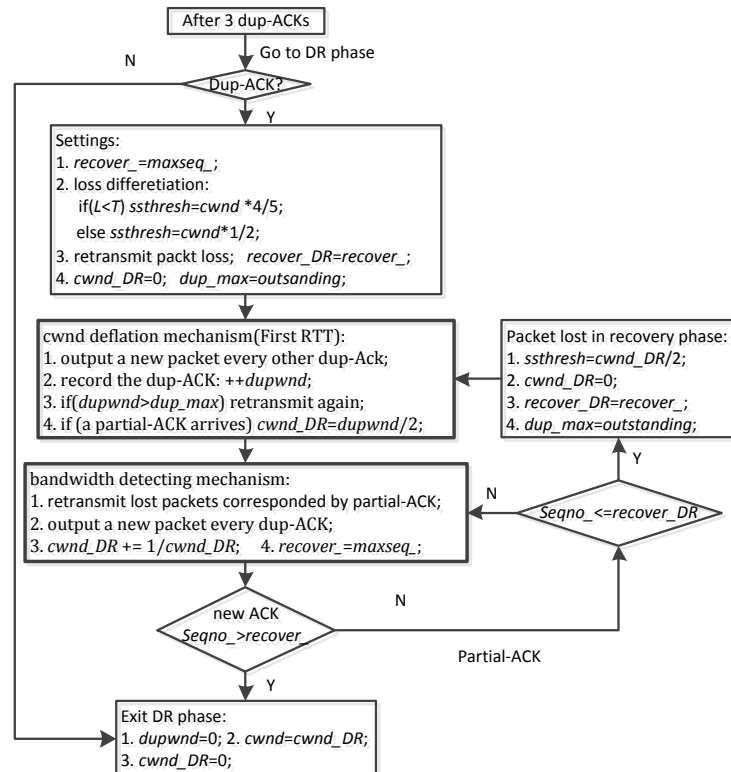 After 3 dup-ACKs
Go to DR phase
N
Dup-ACK?
Y
Settings:
1. recover_=maxseq_;
2. loss differetiation:
if(L<T) ssthresh=cwnd *4/5;
else ssthresh=cwnd*1/2;
3. retransmit packt loss; recover_DR=recover_;
4. cwnd_DR=0; dup_max=outsanding;
cwnd deflation mechanism(First RTT):
1. output a new packet every other dup-Ack;
2. record the dup-ACK: ++dupwnd;
3. if(dupwnd>dup_max) retransmit again;
4. if (a partial-ACK arrives) cwnd_DR=dupwnd/2;
Packet lost in recovery phase:
1. ssthresh=cwnd_DR/2;
2. cwnd_DR=0;
3. recover_DR=recover_;
4. dup_max=outstanding;
Y
bandwidth detecting mechanism:
1. retransmit lost packets corresponded by partial-ACK;
2. output a new packet every dup-ACK;
3. cwnd_DR += 1/cwnd_DR; 4. recover_=maxseq_;
N
Seqno_<=recover_DR
new ACK
Seqno_>recover_
N
Partial-ACK
Y
Exit DR phase:
1. dupwnd=0; 2. cwnd=cwnd_DR;
3. cwnd_DR=0;